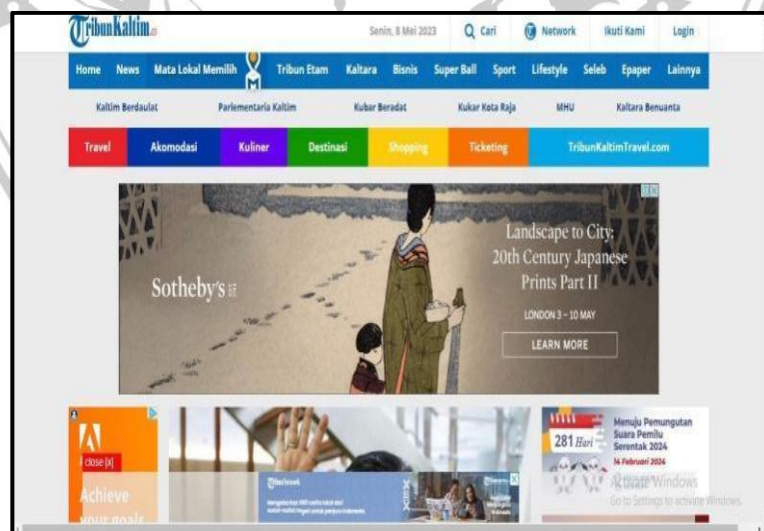 TribunKaltim.co
Senin, 8 Mei 2023
Cari
Network
Ikuti Kami
Login
Home News Mata Lokal Memilih Tribun Etam Kaltara Bisnis Super Ball Sport Lifestyle Seleb Epaper Lainnya
Kaltim Berdaulat Parlementaria Kaltim Kubar Beradat Kukar Kota Raja MHU Kaltara Benuanta
Travel Akomodasi Kuliner Destinasi Shopping Ticketing TribunKaltimTravel.com
Sotheby's
Landscape to City:
20th Century Japanese
Prints Part II
LONDON 3 – 10 MAY
LEARN MORE
close [x]
Achieve
your goals
281 Hari
Menuju Pemungutan
Suara Pemilu
Serentak 2024
14 Februari 2024
Activate Windows
Go to Settings to activate Windows.